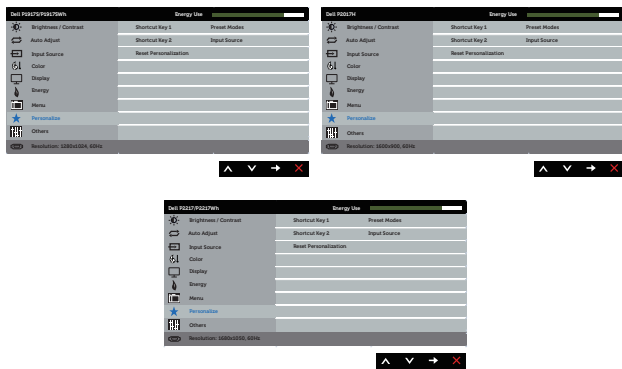 Dell P1917S/P1917SWh Energy Use
Brightness / Contrast Shortcut Key 1 Preset Modes
Auto Adjust Shortcut Key 2 Input Source
Input Source Reset Personalization
Color
Display
Energy
Menu
Personalize
Others
Resolution: 1280x1024, 60Hz
Dell P2017H Energy Use
Brightness / Contrast Shortcut Key 1 Preset Modes
Auto Adjust Shortcut Key 2 Input Source
Input Source Reset Personalization
Color
Display
Energy
Menu
Personalize
Others
Resolution: 1600x900, 60Hz
Dell P2217/P2217Wh Energy Use
Brightness / Contrast Shortcut Key 1 Preset Modes
Auto Adjust Shortcut Key 2 Input Source
Input Source Reset Personalization
Color
Display
Energy
Menu
Personalize
Others
Resolution: 1680x1050, 60Hz